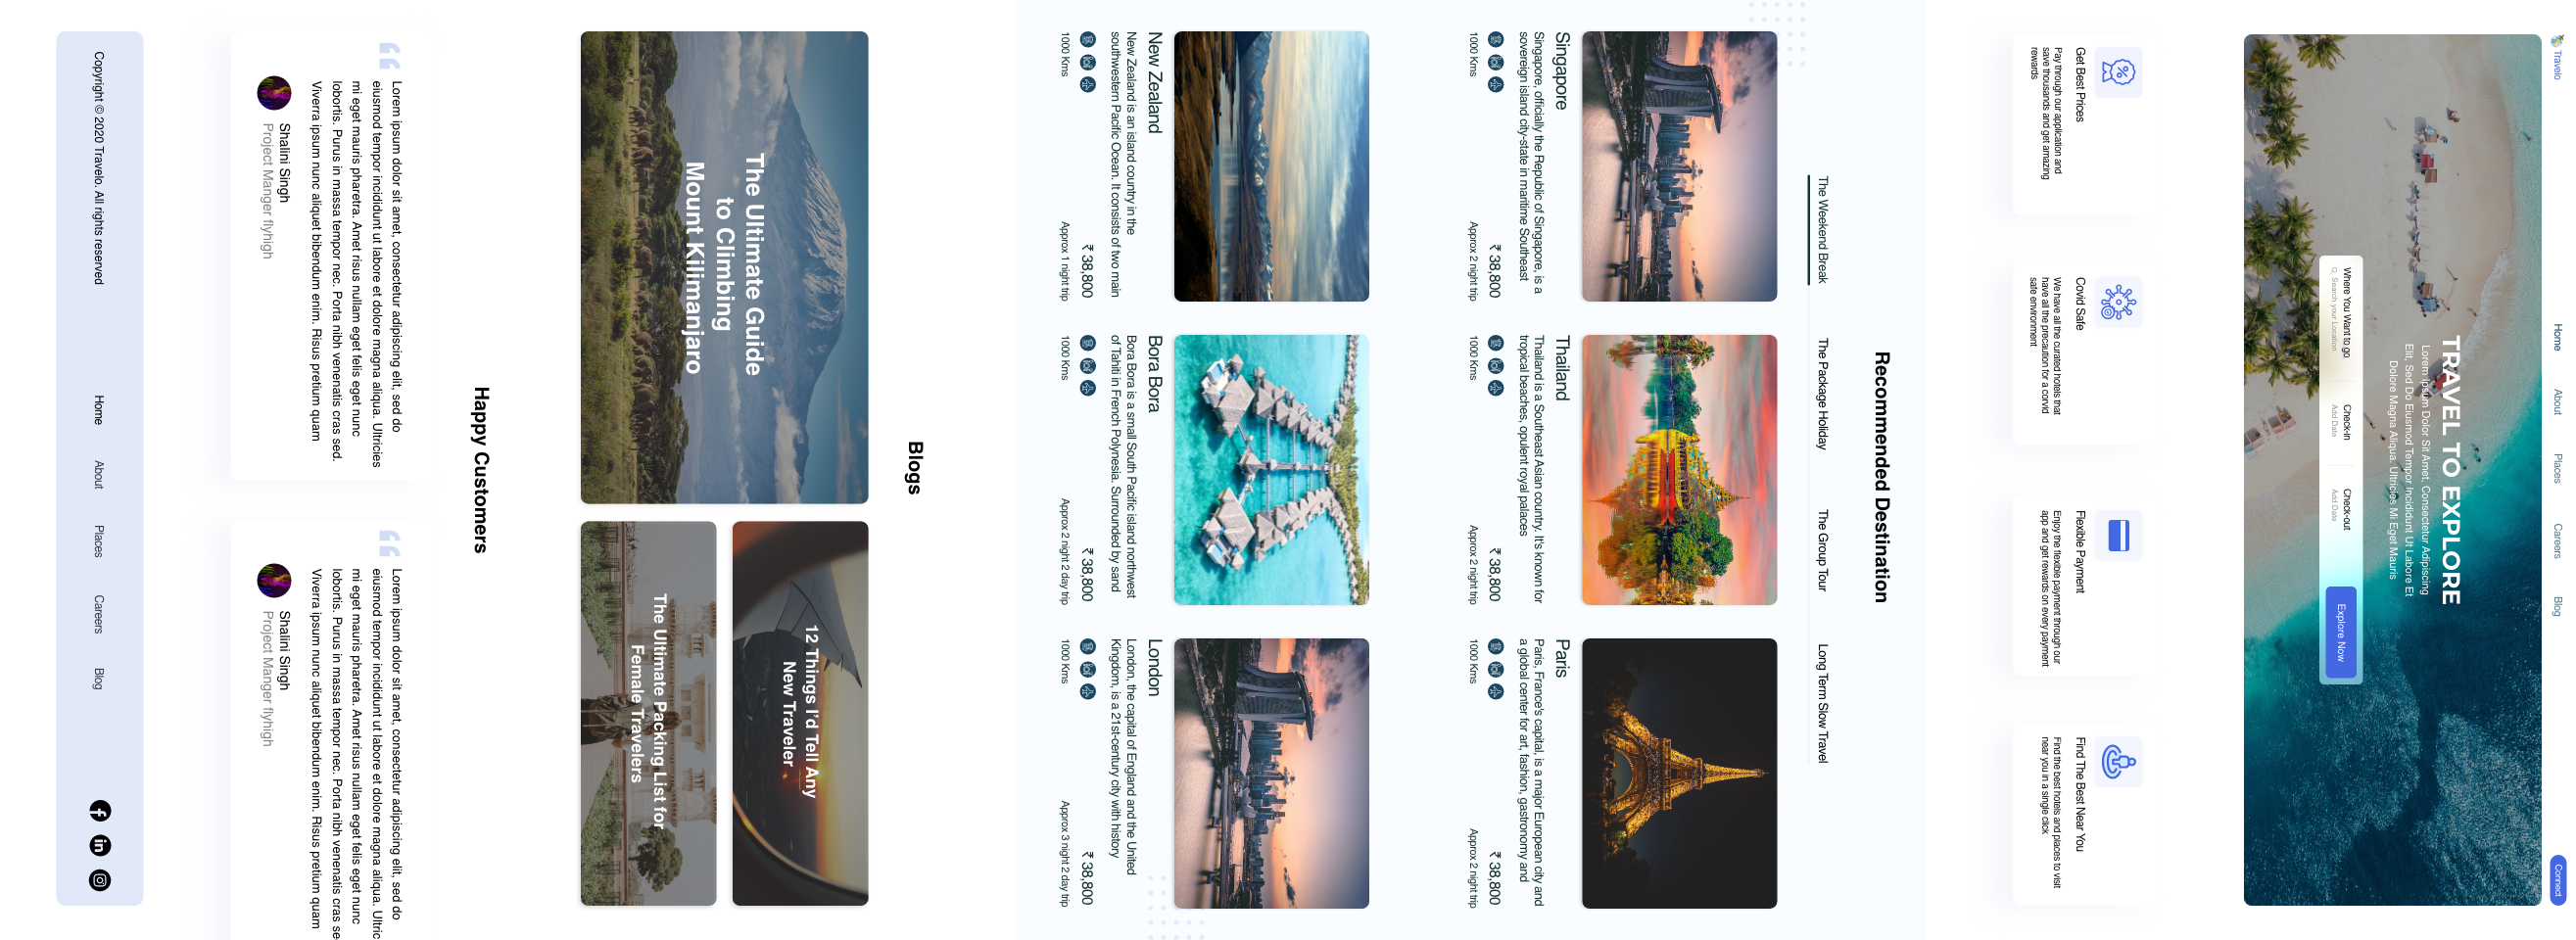 Travelo
Home
About
Places
Careers
Blog
Connect
TRAVEL TO EXPLORE
Lorem Ipsum Dolor Sit Amet, Consectetur Adipiscing
Elit, Sed Do Eiusmod Tempor Incididunt Ut Labore Et
Dolore Magna Aliqua. Ultricies Mi Eget Mauris
Where You Want to go
Search your Location
Check-in
Add Date
Check-out
Add Date
Explore Now
Get Best Prices
Pay through our application and
save thousands and get amazing
rewards
Covid Safe
We have all the curated hotels that
have all the precaution for a corvid
safe environment
Flexible Payment
Enjoy the flexible payment through our
app and get rewards on every payment
Find The Best Near You
Find the best hotels and places to visit
near you in a single click
Recommended Destination
The Weekend Break
The Package Holiday
The Group Tour
Long Term Slow Travel
Singapore
Singapore, officially the Republic of Singapore, is a
sovereign island city-state in maritime Southeast
₹ 38,800
1000 Kms
Approx 2 night trip
Thailand
Thailand is a Southeast Asian country. It's known for
tropical beaches, opulent royal palaces
₹ 38,800
1000 Kms
Approx 2 night trip
Paris
Paris, France's capital, is a major European city and
a global center for art, fashion, gastronomy and
₹ 38,800
1000 Kms
Approx 2 night trip
New Zealand
New Zealand is an island country in the
southwestern Pacific Ocean. It consists of two main
₹ 38,800
1000 Kms
Approx 1 night trip
Bora Bora
Bora Bora is a small South Pacific island northwest
of Tahiti in French Polynesia. Surrounded by sand
₹ 38,800
1000 Kms
Approx 2 night 2 day trip
London
London, the capital of England and the United
Kingdom, is a 21st-century city with history
₹ 38,800
1000 Kms
Approx 3 night 2 day trip
Blogs
The Ultimate Guide
to Climbing
Mount Kilimanjaro
12 Things I'd Tell Any
New Traveler
The Ultimate Packing List for
Female Travelers
Happy Customers
Lorem ipsum dolor sit amet, consectetur adipiscing elit, sed do
eiusmod tempor incididunt ut labore et dolore magna aliqua. Ultricies
mi eget mauris pharetra. Amet risus nullam eget felis eget nunc
lobortis. Purus in massa tempor nec. Porta nibh venenatis cras sed.
Viverra ipsum nunc aliquet bibendum enim. Risus pretium quam
Shalini Singh
Project Manger flyhigh
Lorem ipsum dolor sit amet, consectetur adipiscing elit, sed do
eiusmod tempor incididunt ut labore et dolore magna aliqua. Ultric
mi eget mauris pharetra. Amet risus nullam eget felis eget nunc
lobortis. Purus in massa tempor nec. Porta nibh venenatis cras se
Viverra ipsum nunc aliquet bibendum enim. Risus pretium quam
Shalini Singh
Project Manger flyhigh
Copyright © 2020 Travelo. All rights reserved
Home
About
Places
Careers
Blog